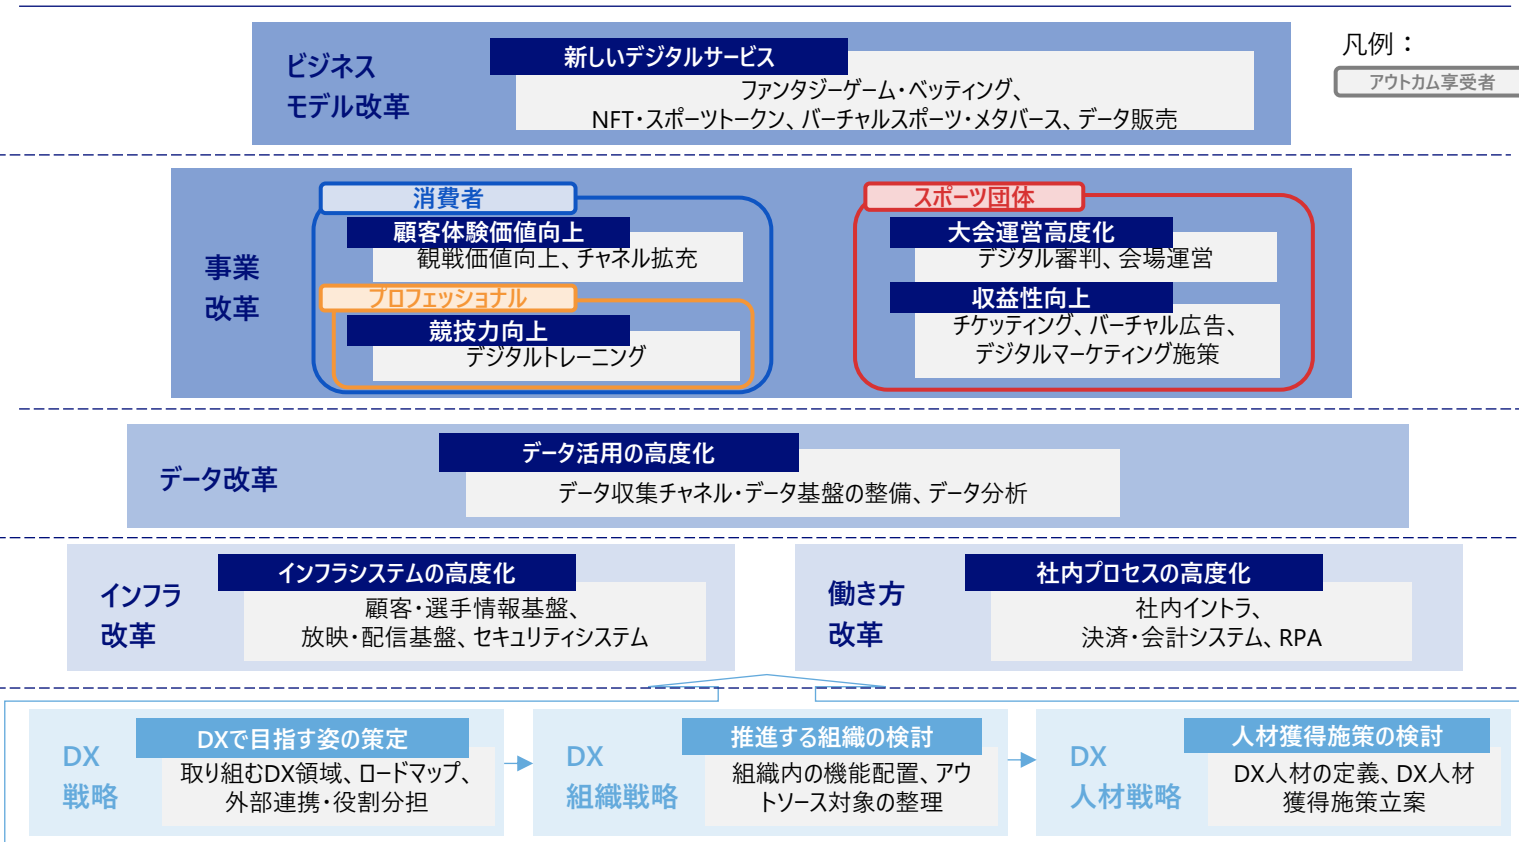 凡例：
アウトカム享受者
ビジネス
モデル改革
新しいデジタルサービス
ファンタジーゲーム・ベッティング、
NFT・スポーツトークン、バーチャルスポーツ・メタバース、データ販売
事業
改革
消費者
顧客体験価値向上
観戦価値向上、チャネル拡充
プロフェッショナル
競技力向上
デジタルトレーニング
スポーツ団体
大会運営高度化
デジタル審判、会場運営
収益性向上
チケッティング、バーチャル広告、
デジタルマーケティング施策
データ改革
データ活用の高度化
データ収集チャネル・データ基盤の整備、データ分析
インフラ
改革
インフラシステムの高度化
顧客・選手情報基盤、
放映・配信基盤、セキュリティシステム
働き方
改革
社内プロセスの高度化
社内イントラ、
決済・会計システム、RPA
DX
戦略
DXで目指す姿の策定
取り組むDX領域、ロードマップ、
外部連携・役割分担
DX
組織戦略
推進する組織の検討
組織内の機能配置、アウ
トソース対象の整理
DX
人材戦略
人材獲得施策の検討
DX人材の定義、DX人材
獲得施策立案